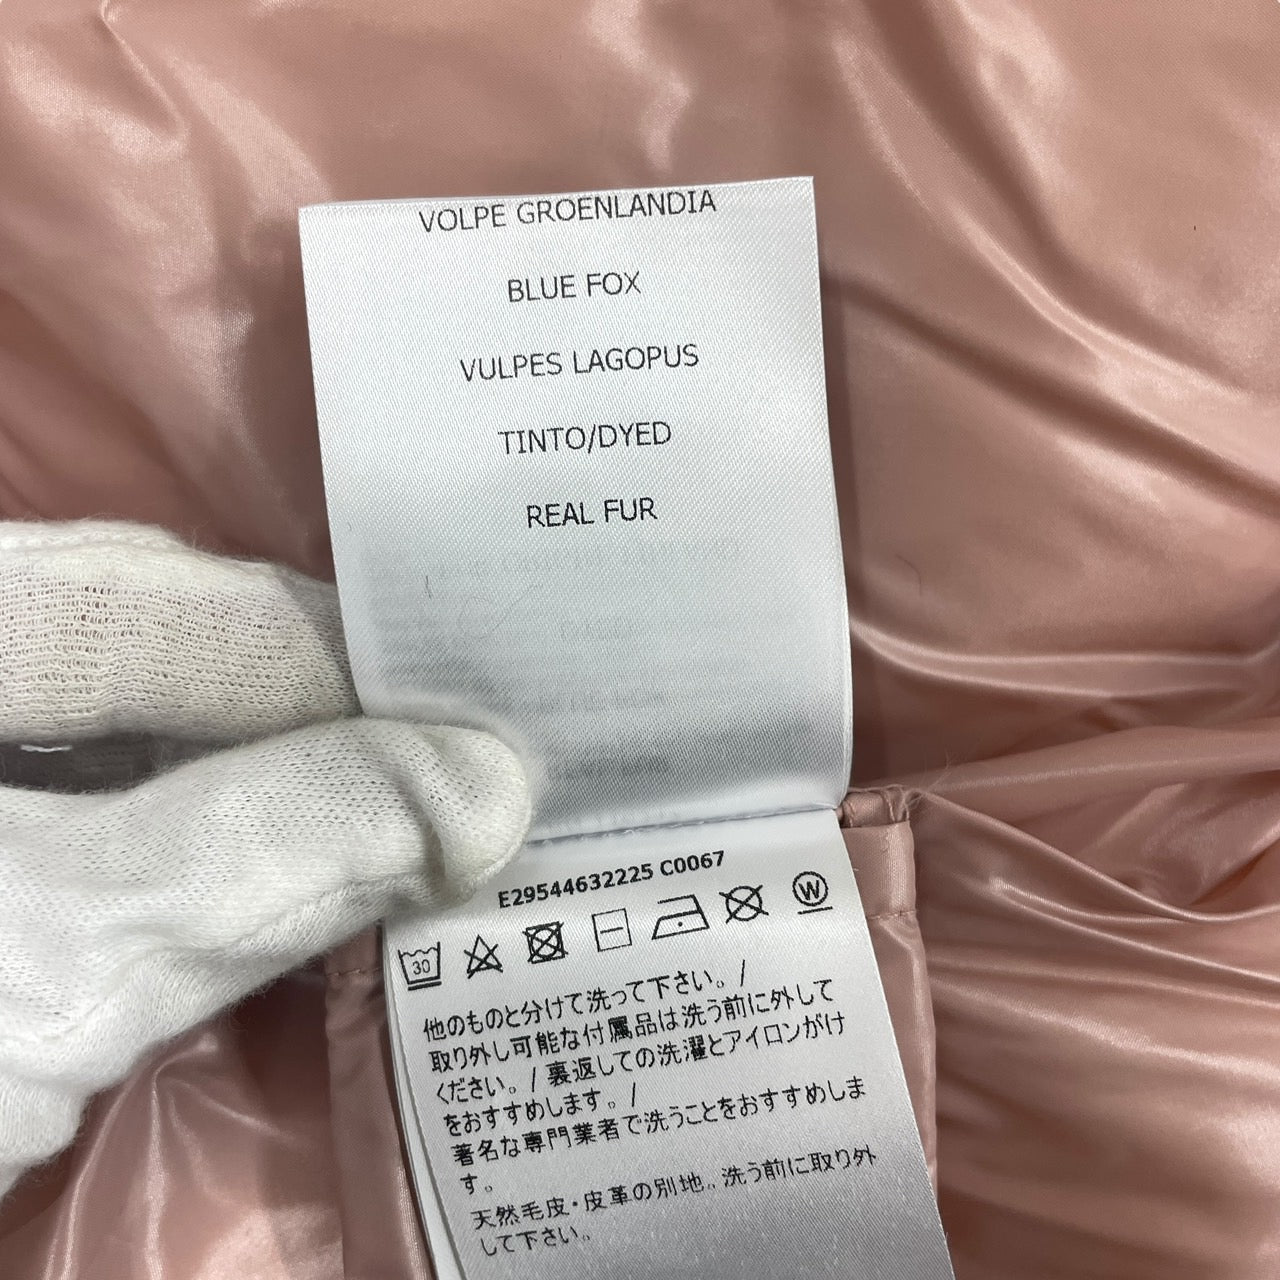 VOLPE GROENLANDIA
BLUE FOX
VULPES LAGOPUS
TINTO/DYED
REAL FUR
E29544632225 C0067
30
W
他のものと分けて洗って下さい。/
取り外し可能な付属品は洗う前に外して
ください。/ 裏返しての洗濯とアイロンがけ
をおすすめします。/
著名な専門業者で洗うことをおすすめしま
す。
天然毛皮・皮革の別地。洗う前に取り外
して下さい。